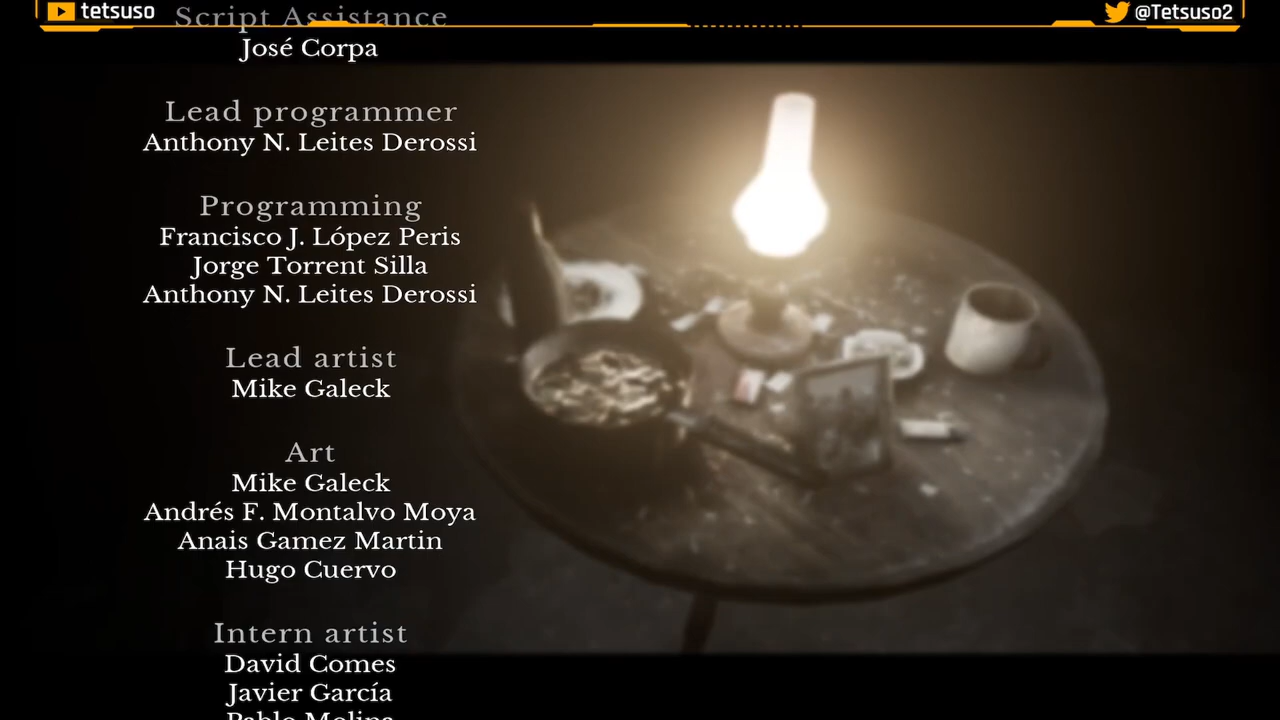 tetsuso
@Tetsuso2
Script Assistance
José Corpa
Lead programmer
Anthony N. Leites Derossi
Programming
Francisco J. López Peris
Jorge Torrent Silla
Anthony N. Leites Derossi
Lead artist
Mike Galeck
Art
Mike Galeck
Andrés F. Montalvo Moya
Anais Gamez Martin
Hugo Cuervo
Intern artist
David Comes
Javier García
Pablo Molina